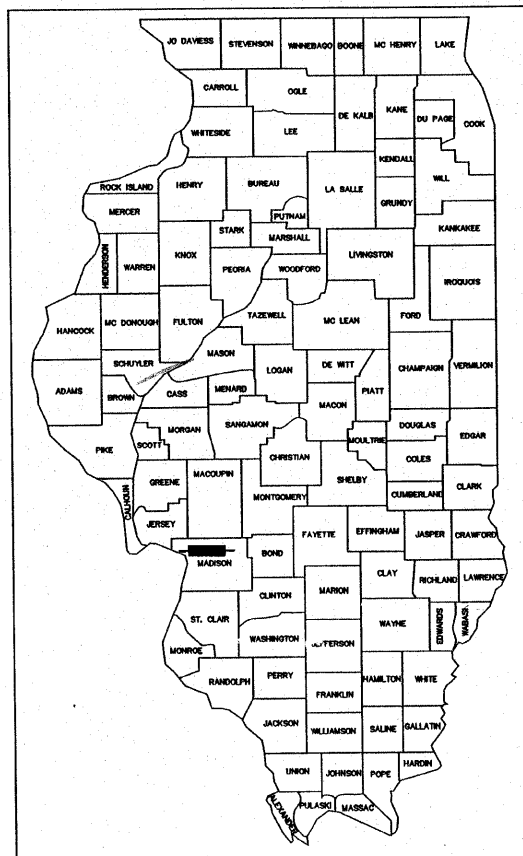 JO DAVIESS
STEVENSON
WINNEBAGO
BOONE
MC HENRY
LAKE
CARROLL
OGLE
DE KALB
KANE
DU PAGE
COOK
WHITESIDE
LEE
KENDALL
WILL
ROCK ISLAND
HENRY
BUREAU
LA SALLE
GRUNDY
MERCER
PUTNAM
KANKAKEE
STARK
MARSHALL
HENDERSON
WARREN
KNOX
PEORIA
WOODFORD
LIVINGSTON
IROQUOIS
HANCOCK
MC DONOUGH
FULTON
TAZEWELL
MC LEAN
FORD
SCHUYLER
MASON
LOGAN
DE WITT
CHAMPAIGN
VERMILION
ADAMS
BROWN
CASS
MENARD
PIATT
MACON
PIKE
SCOTT
MORGAN
SANGAMON
MOULTRIE
DOUGLAS
EDGAR
CHRISTIAN
COLES
CALHOUN
GREENE
MACOUPIN
MONTGOMERY
SHELBY
CUMBERLAND
CLARK
JERSEY
FAYETTE
EFFINGHAM
JASPER
CRAWFORD
MADISON
BOND
CLAY
RICHLAND
LAWRENCE
CLINTON
MARION
ST. CLAIR
WAYNE
EDWARDS
WABASH
MONROE
WASHINGTON
JEFFERSON
RANDOLPH
PERRY
FRANKLIN
HAMILTON
WHITE
JACKSON
WILLIAMSON
SALINE
GALLATIN
UNION
JOHNSON
POPE
HARDIN
ALEXANDER
PULASKI
MASSAC